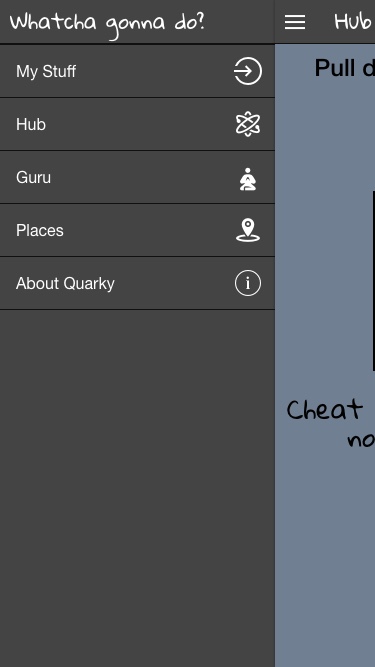 Whatcha gonna do?
My Stuff
Hub
Guru
Places
About Quarky
Hub
Pull d
Cheat
no